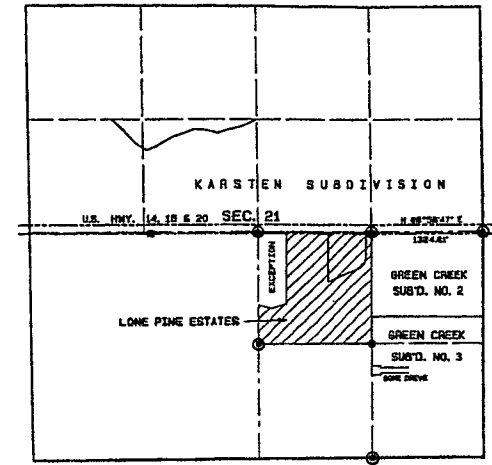 KARSTEN SUBDIVISION
U.S. HWY. 14, 16 & 20 SEC. 21
1324.61'
EXCEPTION
GREEN CREEK
SUB'D. NO. 2
LONE PINE ESTATES
GREEN CREEK
SUB'D. NO. 3